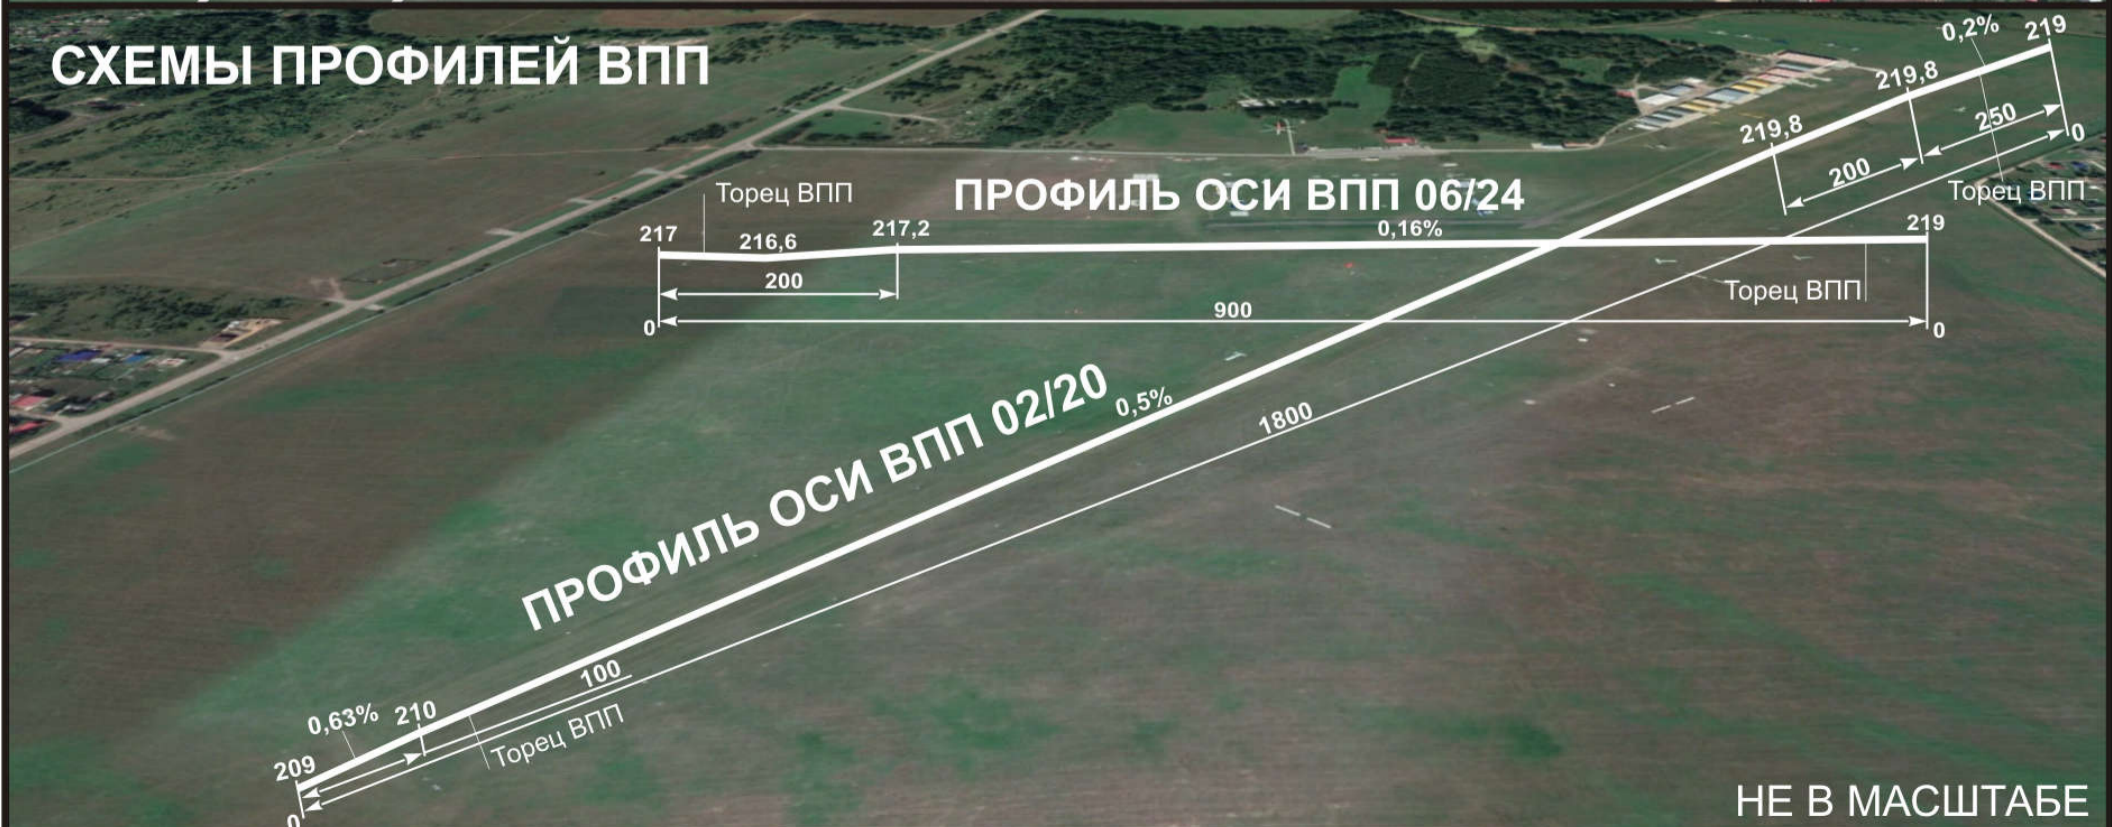 СХЕМЫ ПРОФИЛЕЙ ВПП
0,2%
219
219,8
219,8
250
0
200
Торец ВПП
Торец ВПП
ПРОФИЛЬ ОСИ ВПП 06/24
217
216,6
217,2
0,16%
219
200
Торец ВПП
900
0
0
ПРОФИЛЬ ОСИ ВПП 02/20
0,5%
1800
100
0,63%
210
Торец ВПП
209
0
НЕ В МАСШТАБЕ